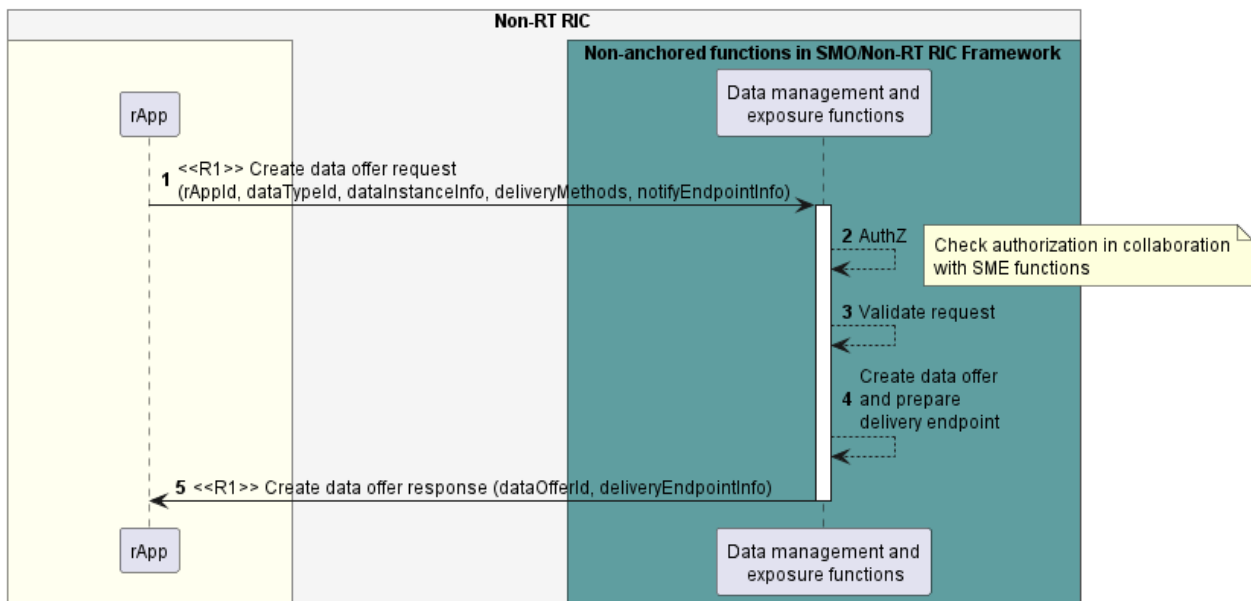 Non-RT RIC
Non-anchored functions in SMO/Non-RT RIC Framework
rApp
Data management and
exposure functions
1 <<R1>> Create data offer request
(rAppId, dataTypeId, dataInstanceInfo, deliveryMethods, notifyEndpointInfo)
2 AuthZ
Check authorization in collaboration
with SME functions
3 Validate request
Create data offer
4 and prepare
delivery endpoint
5 <<R1>> Create data offer response (dataOfferId, deliveryEndpointInfo)
rApp
Data management and
exposure functions